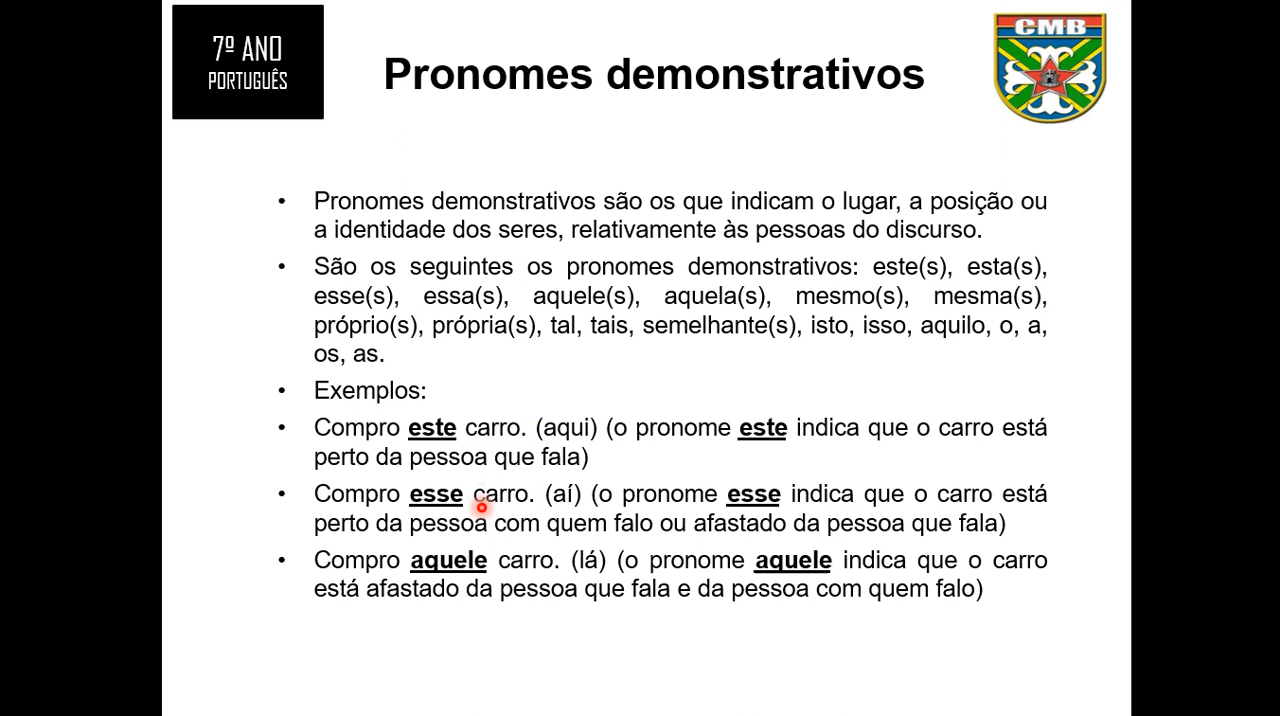 7º ANO
PORTUGUÊS
Pronomes demonstrativos
CMB
• Pronomes demonstrativos são os que indicam o lugar, a posição ou
a identidade dos seres, relativamente às pessoas do discurso.
• São os seguintes os pronomes demonstrativos: este(s), esta(s),
esse(s), essa(s), aquele(s), aquela(s), mesmo(s), mesma(s),
próprio(s), própria(s), tal, tais, semelhante(s), isto, isso, aquilo, o, a,
os, as.
• Exemplos:
• Compro este carro. (aqui) (o pronome este indica que o carro está
perto da pessoa que fala)
• Compro esse carro. (aí) (o pronome esse indica que o carro está
perto da pessoa com quem falo ou afastado da pessoa que fala)
• Compro aquele carro. (lá) (o pronome aquele indica que o carro
está afastado da pessoa que fala e da pessoa com quem falo)